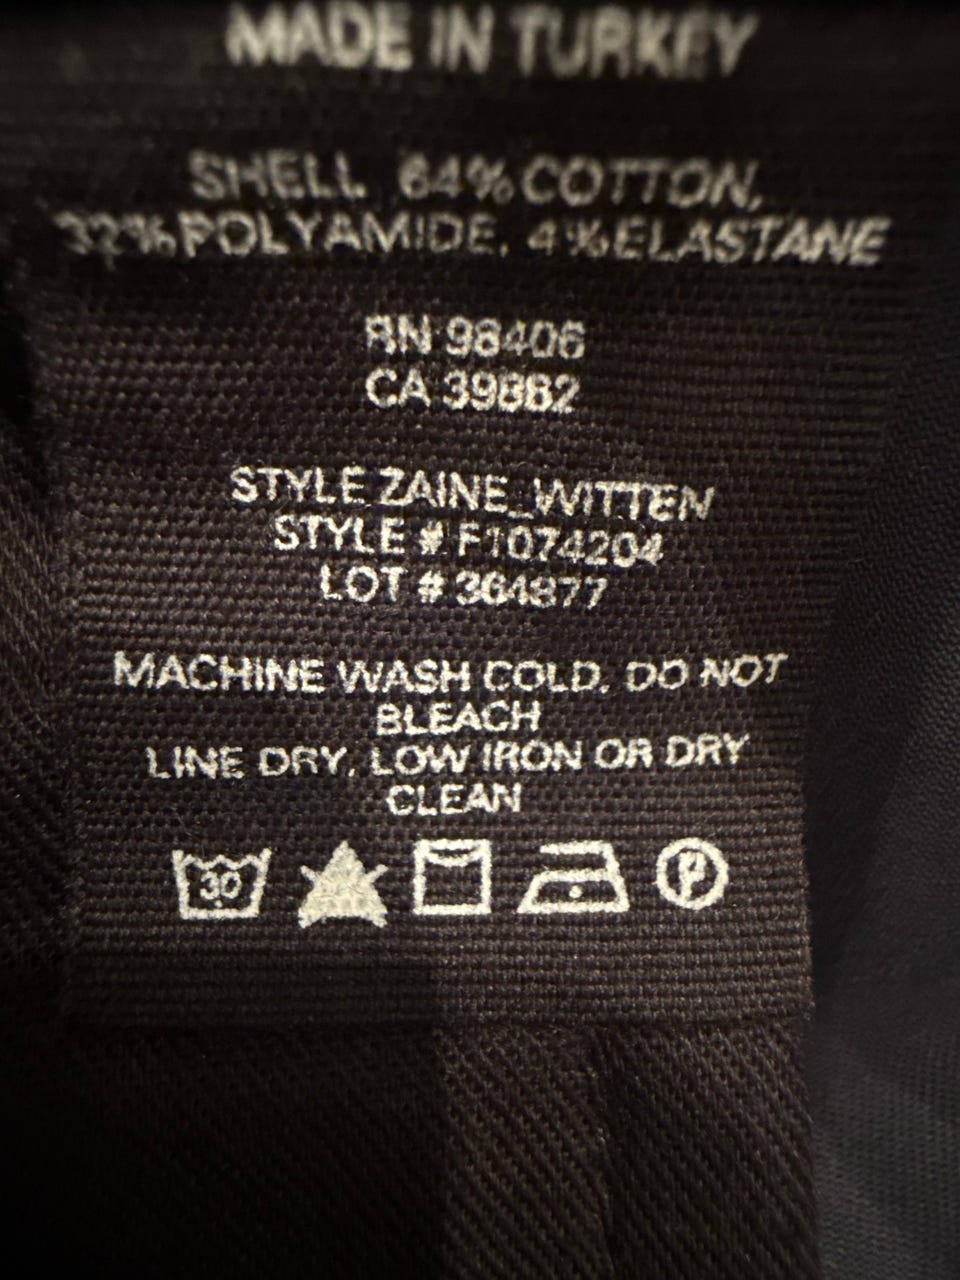 MADE IN TURKEY
SHELL 64% COTTON,
32% POLYAMIDE, 4% ELASTANE
RN 98406
CA 39882
STYLE ZAINE_WITTEN
STYLE # F1074204
LOT # 364877
MACHINE WASH COLD, DO NOT
BLEACH
LINE DRY, LOW IRON OR DRY
CLEAN
30 P